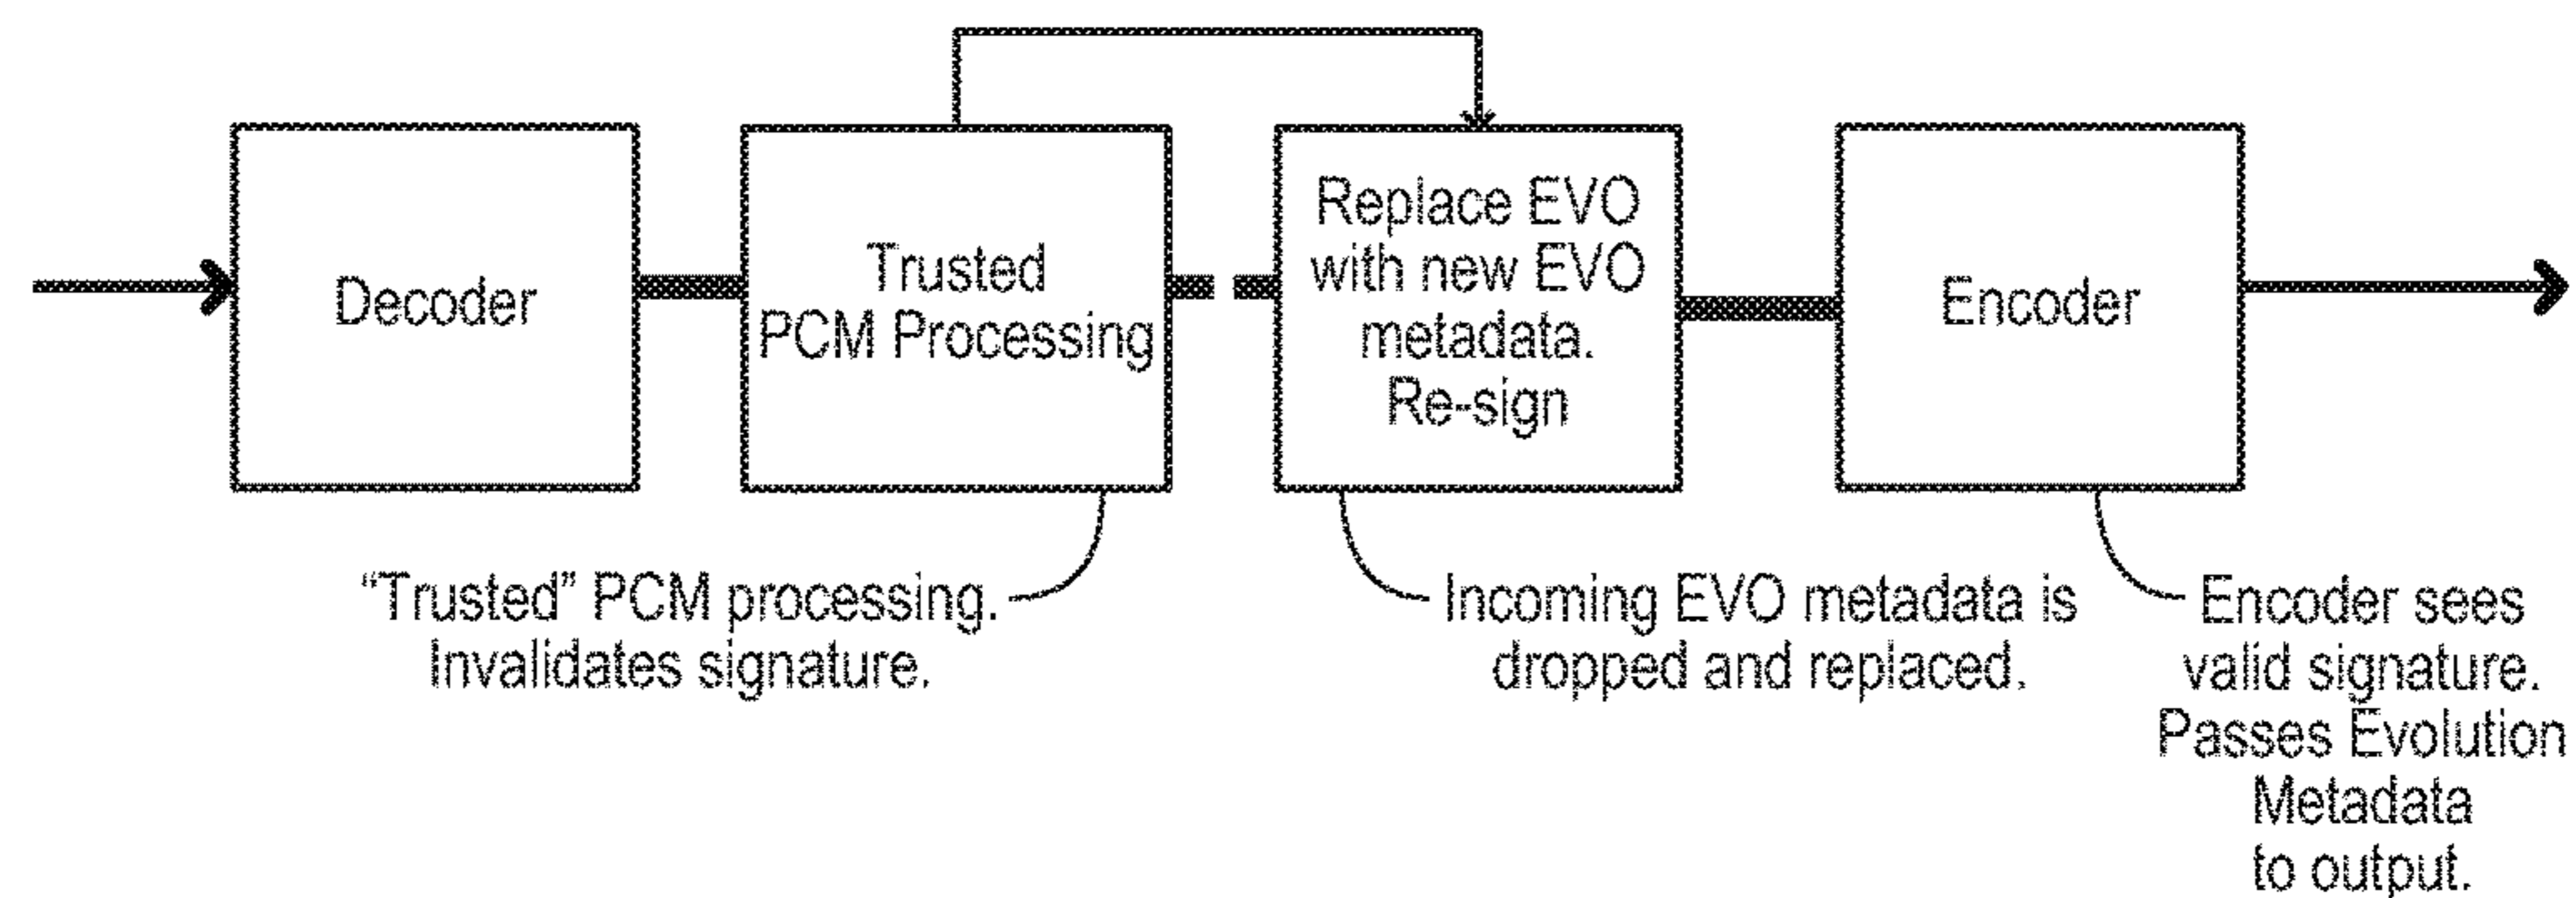 Decoder
Trusted
PCM Processing
Replace EVO
with new EVO
metadata.
Re-sign
Encoder
“Trusted” PCM processing.
Invalidates signature.
Incoming EVO metadata is
dropped and replaced.
Encoder sees
valid signature.
Passes Evolution
Metadata
to output.